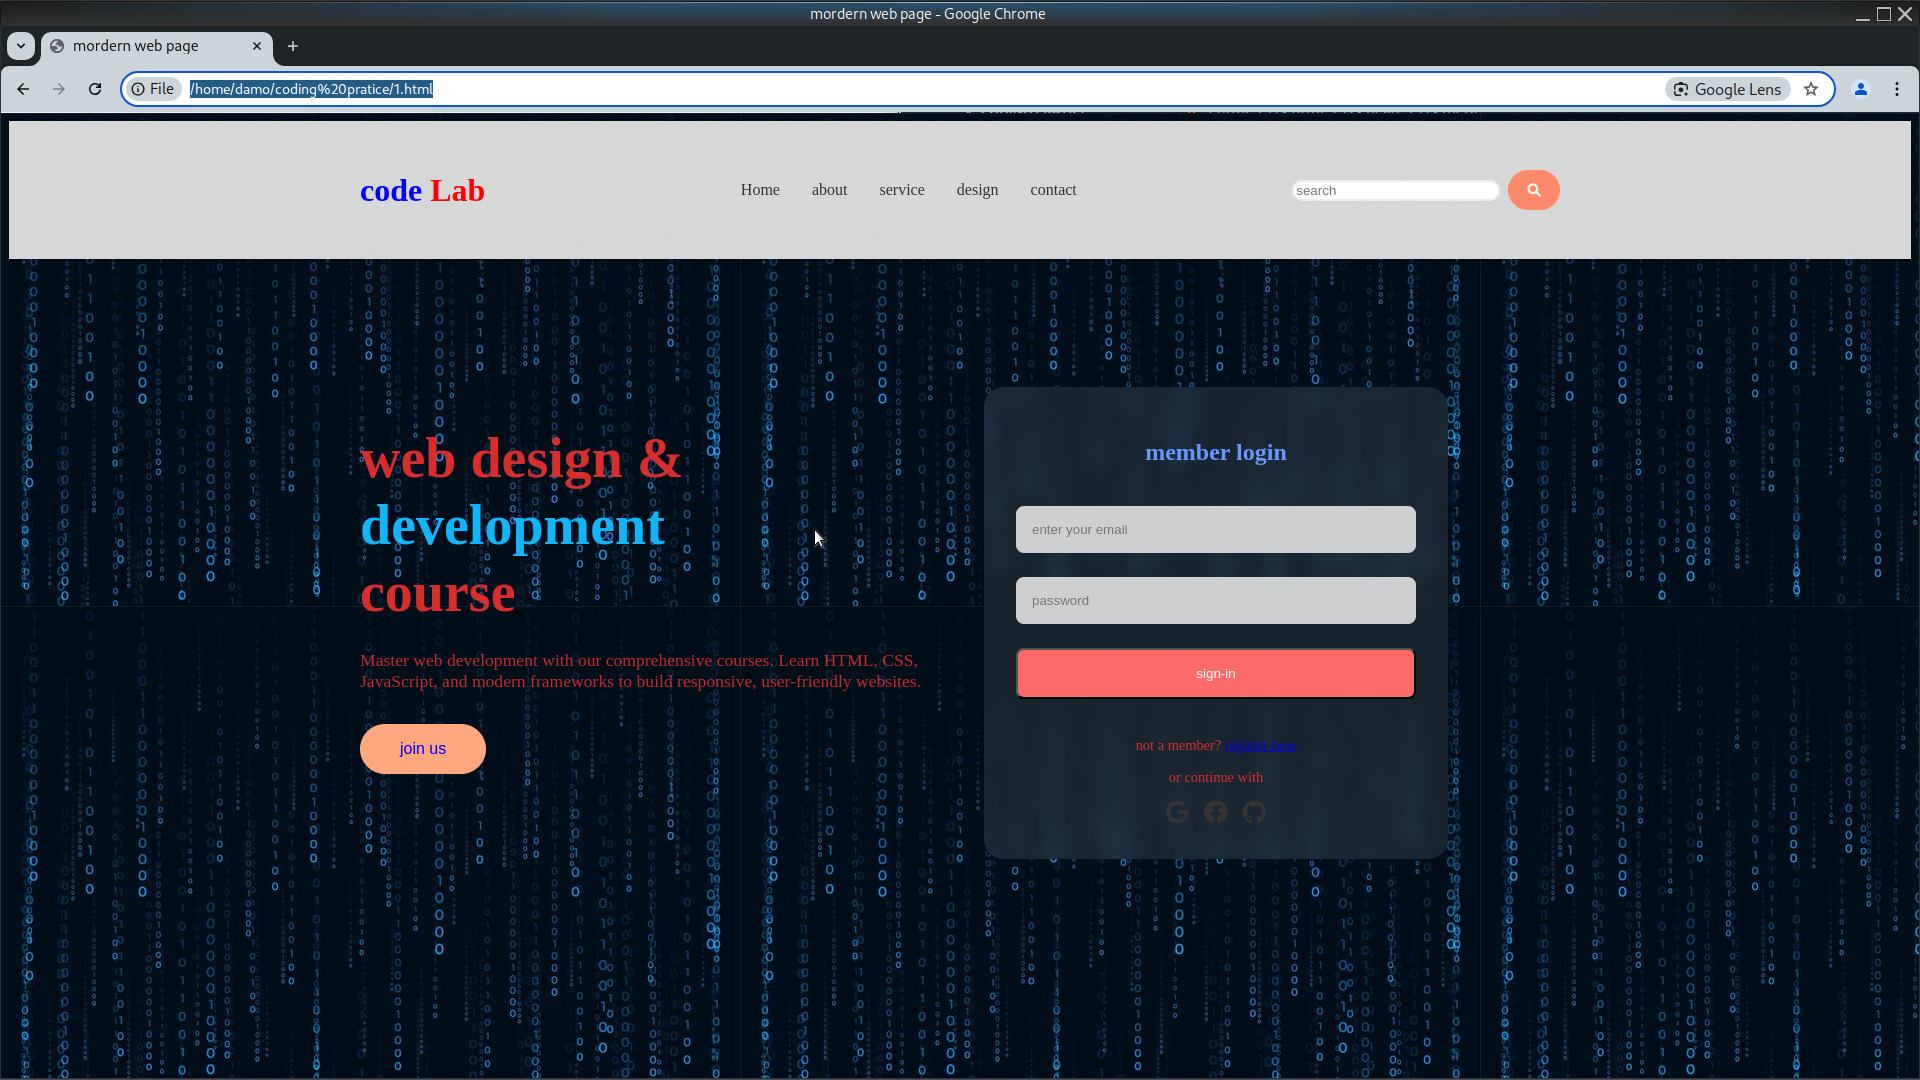 mordern web page - Google Chrome
mordern web page
File
/home/damo/coding%20pratice/1.html
Google Lens
code Lab
Home
about
service
design
contact
search
web design &
development
course
Master web development with our comprehensive courses. Learn HTML, CSS,
JavaScript, and modern frameworks to build responsive, user-friendly websites.
join us
member login
enter your email
password
sign-in
not a member? register now
or continue with